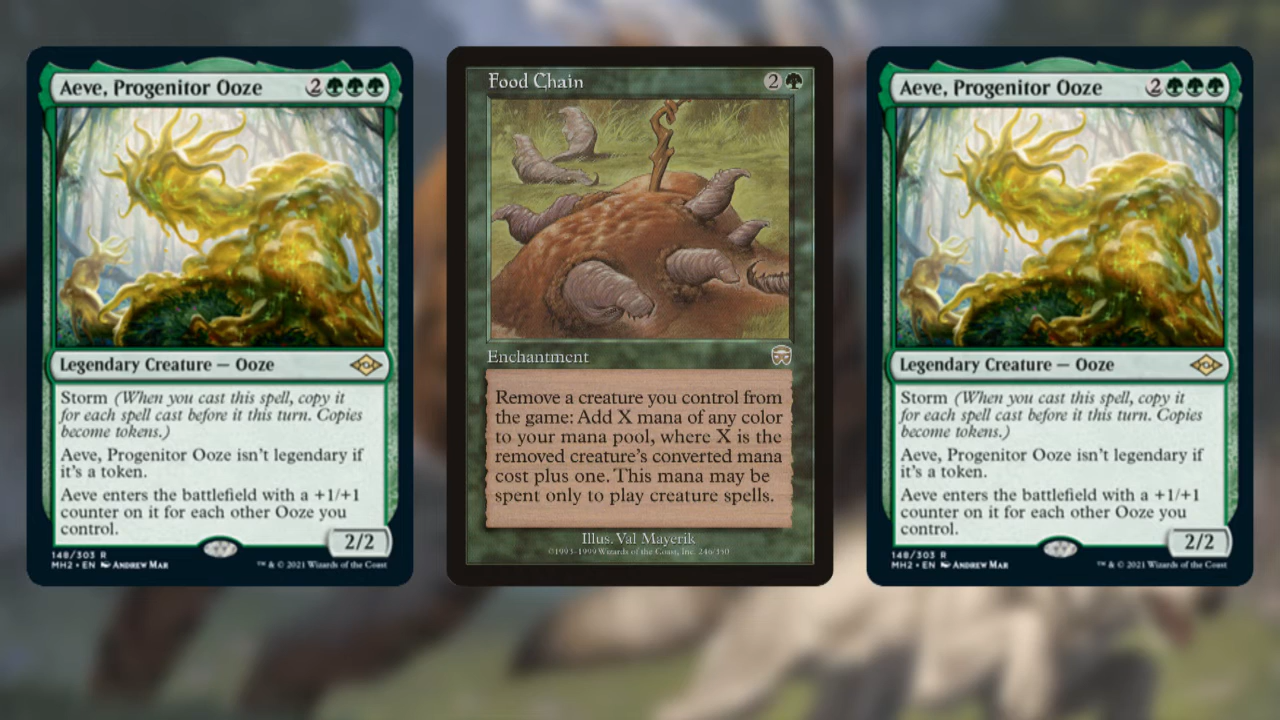 Aeve, Progenitor Ooze 2
Legendary Creature — Ooze
Storm (When you cast this spell, copy it
for each spell cast before it this turn. Copies
become tokens.)
Aeve, Progenitor Ooze isn't legendary if
it's a token.
Aeve enters the battlefield with a +1/+1
counter on it for each other Ooze you
control.
2/2
148/303 R
MH2 • EN Andrew Mar
™ & © 2021 Wizards of the Coast
Food Chain 2
Enchantment
Remove a creature you control from
the game: Add X mana of any color
to your mana pool, where X is the
removed creature's converted mana
cost plus one. This mana may be
spent only to play creature spells.
Illus. Val Mayerik
©1993-1999 Wizards of the Coast, Inc. 246/350
Aeve, Progenitor Ooze 2
Legendary Creature — Ooze
Storm (When you cast this spell, copy it
for each spell cast before it this turn. Copies
become tokens.)
Aeve, Progenitor Ooze isn't legendary if
it's a token.
Aeve enters the battlefield with a +1/+1
counter on it for each other Ooze you
control.
2/2
148/303 R
MH2 • EN Andrew Mar
™ & © 2021 Wizards of the Coast